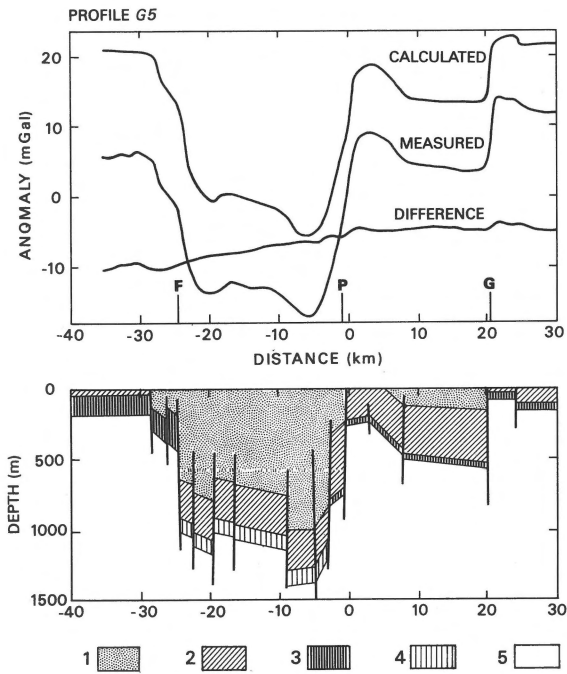 PROFILE G5
ANOMALY (mGal)
20
10
0
-10
CALCULATED
MEASURED
DIFFERENCE
F P G
-40 -30 -20 -10 0 10 20 30
DISTANCE (km)
DEPTH (m)
0
500
1000
1500
-40 -30 -20 -10 0 10 20 30
1 2 3 4 5